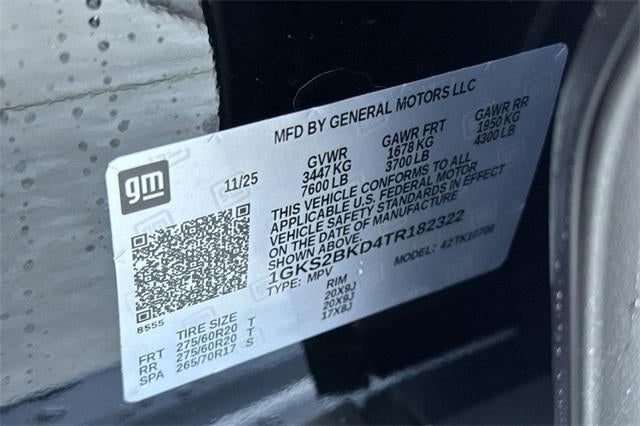 MFD BY GENERAL MOTORS LLC
gm
11/25
GVWR GAWR FRT GAWR RR
3447 KG 1678 KG 1950 KG
7600 LB 3700 LB 4300 LB
THIS VEHICLE CONFORMS TO ALL
APPLICABLE U.S. FEDERAL MOTOR
VEHICLE SAFETY STANDARDS IN EFFECT
ON THE DATE OF MANUFACTURE
SHOWN ABOVE.
1GKS2BKD4TR182322
TYPE: MPV MODEL: 42TK10706
8555
TIRE SIZE RIM
FRT 275/60R20 T 20X9J
RR 275/60R20 T 20X9J
SPA 265/70R17 S 17X8J